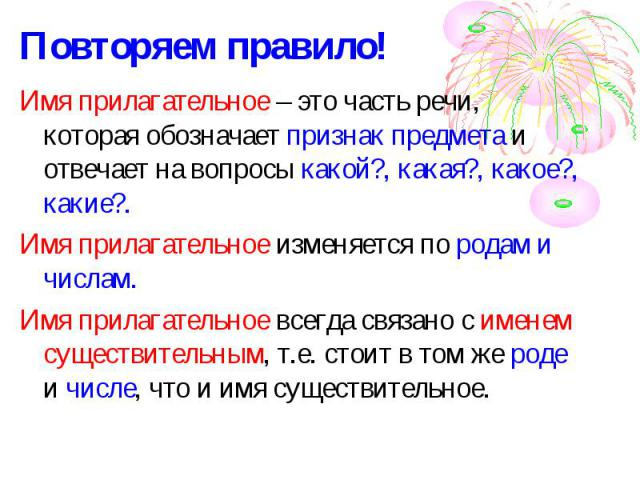 Повторяем правило!
Имя прилагательное – это часть речи,
которая обозначает признак предмета и
отвечает на вопросы какой?, какая?, какое?,
какие?.
Имя прилагательное изменяется по родам и
числам.
Имя прилагательное всегда связано с именем
существительным, т.е. стоит в том же роде
и числе, что и имя существительное.